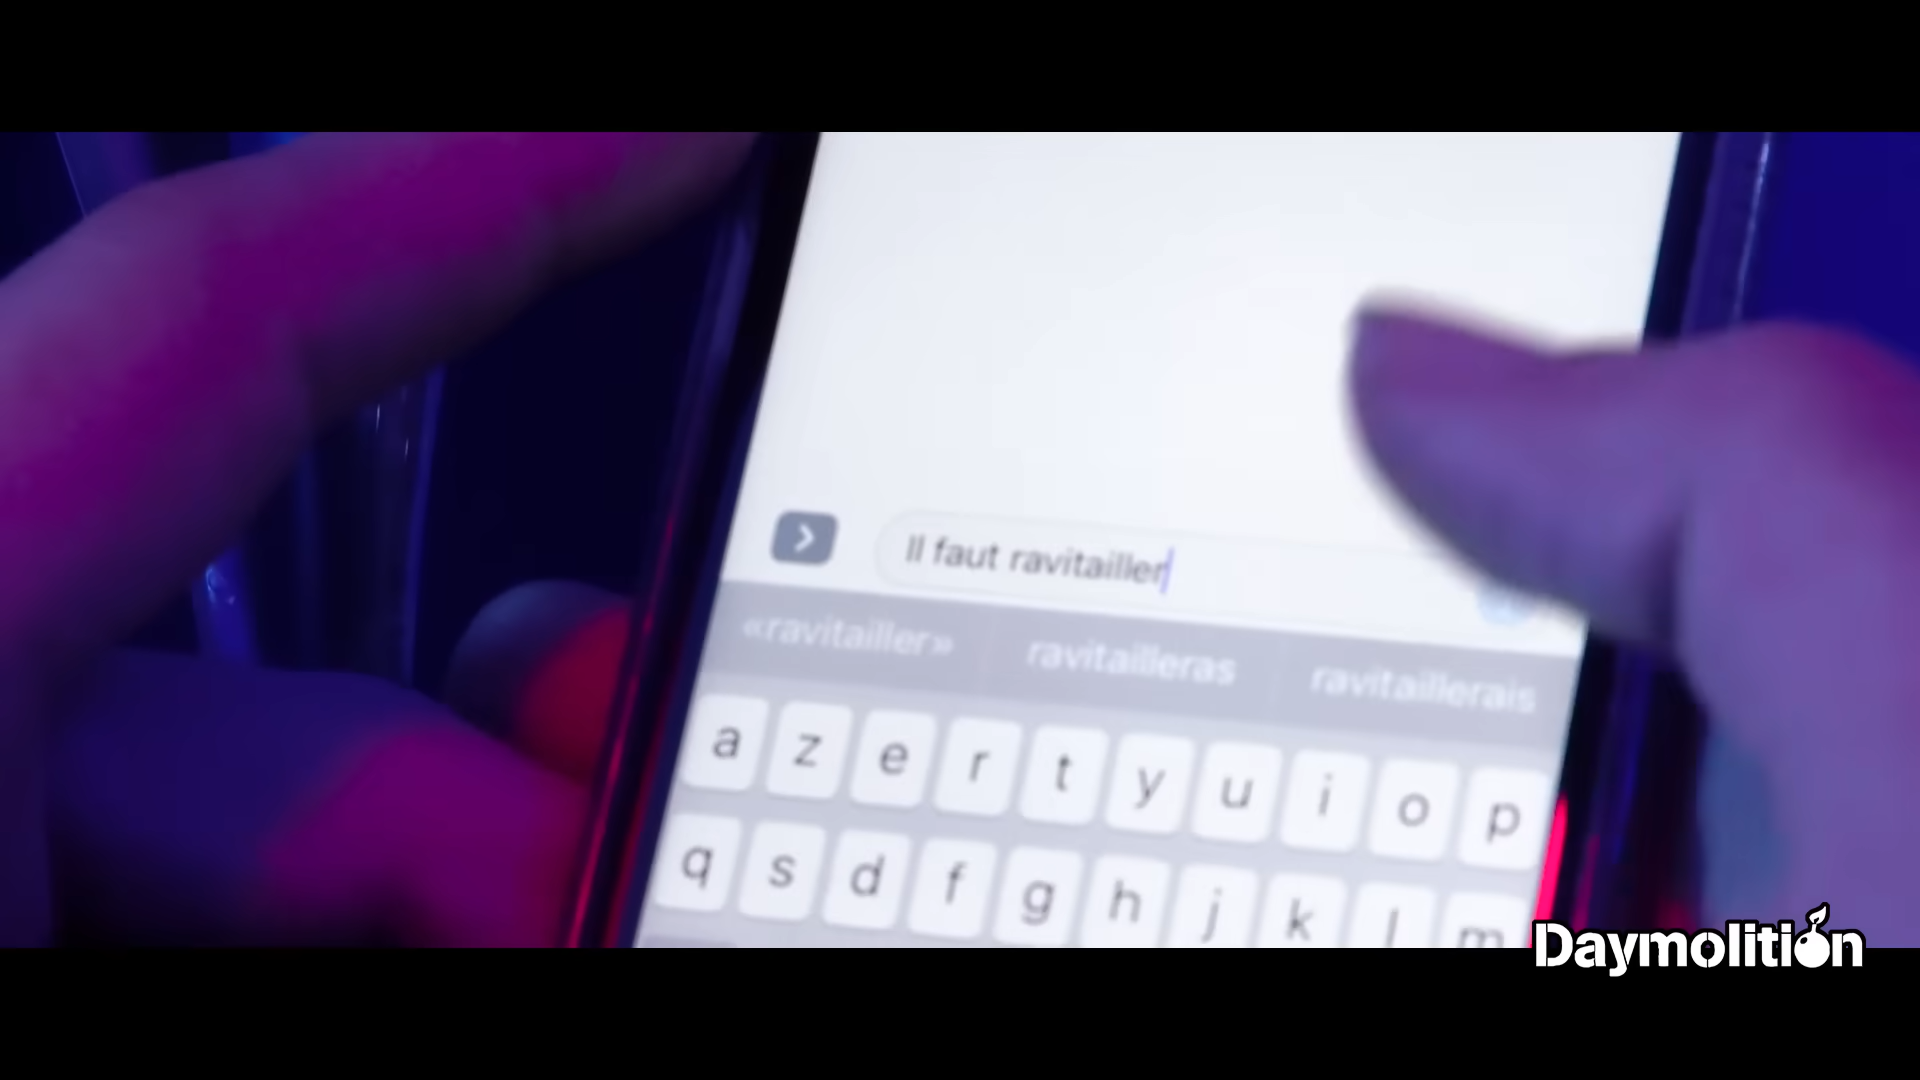 Il faut ravitailler
«ravitailler» ravitailleras ravitaillerais
a z e r t y u i o p
q s d f g h j k l m
Daymolition